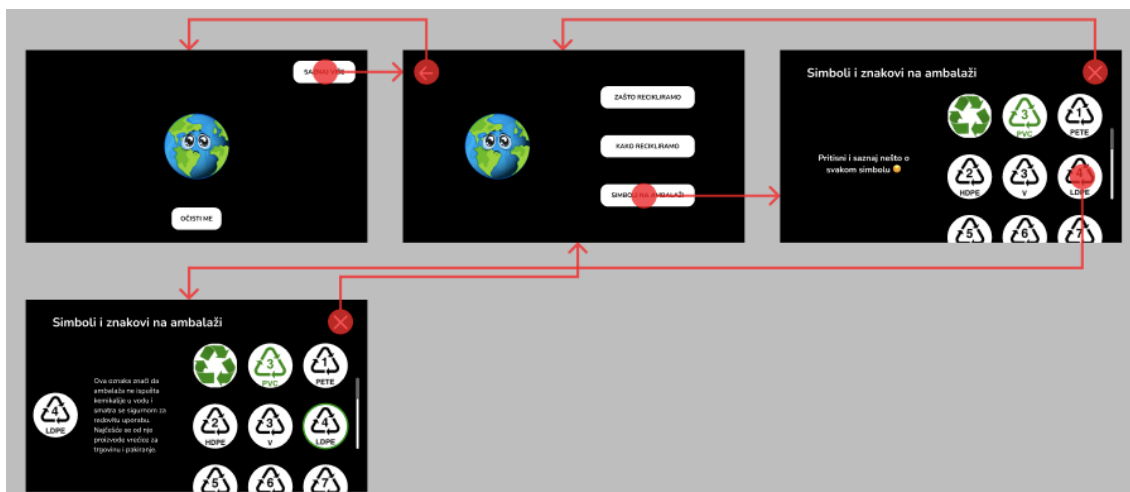 SAZNAJ VIŠE
OČISTI ME
ZAŠTO RECIKLIRAMO
KAKO RECIKLIRAMO
SIMBOLI NA AMBALAŽI
Simboli i znakovi na ambalaži
3
PVC
1
PETE
Pritisni i saznaj nešto o
svakom simbolu
2
HDPE
3
V
4
LDPE
5
6
7
Simboli i znakovi na ambalaži
4
LDPE
Ova oznaka znači da
ambalaža ne ispušta
kemikalije u vodu i
smatra se sigurnom za
redovitu uporabu.
Najčešće se od nje
proizvode vrećice za
trgovinu i pakiranje.
3
PVC
1
PETE
2
HDPE
3
V
4
LDPE
5
6
7